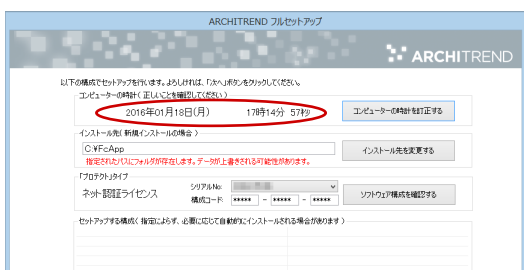 ARCHITREND フルセットアップ
ARCHITREND
以下の構成でセットアップを行います。よろしければ、「次へ」ボタンをクリックしてください。
コンピューターの時計( 正しいことを確認してください )
2016年01月18日(月) 17時14分 57秒
コンピューターの時計を訂正する
インストール先( 新規インストールの場合 )
C:¥FcApp
インストール先を変更する
指定されたパスにフォルダが存在します。データが上書きされる可能性があります。
「プロテクト」タイプ
ネット認証ライセンス
シリアルNo:
構成コード: ***** - ***** - *****
ソフトウェア構成を確認する
セットアップする構成( 指定によらず、必要に応じて自動的にインストールされる場合があります )